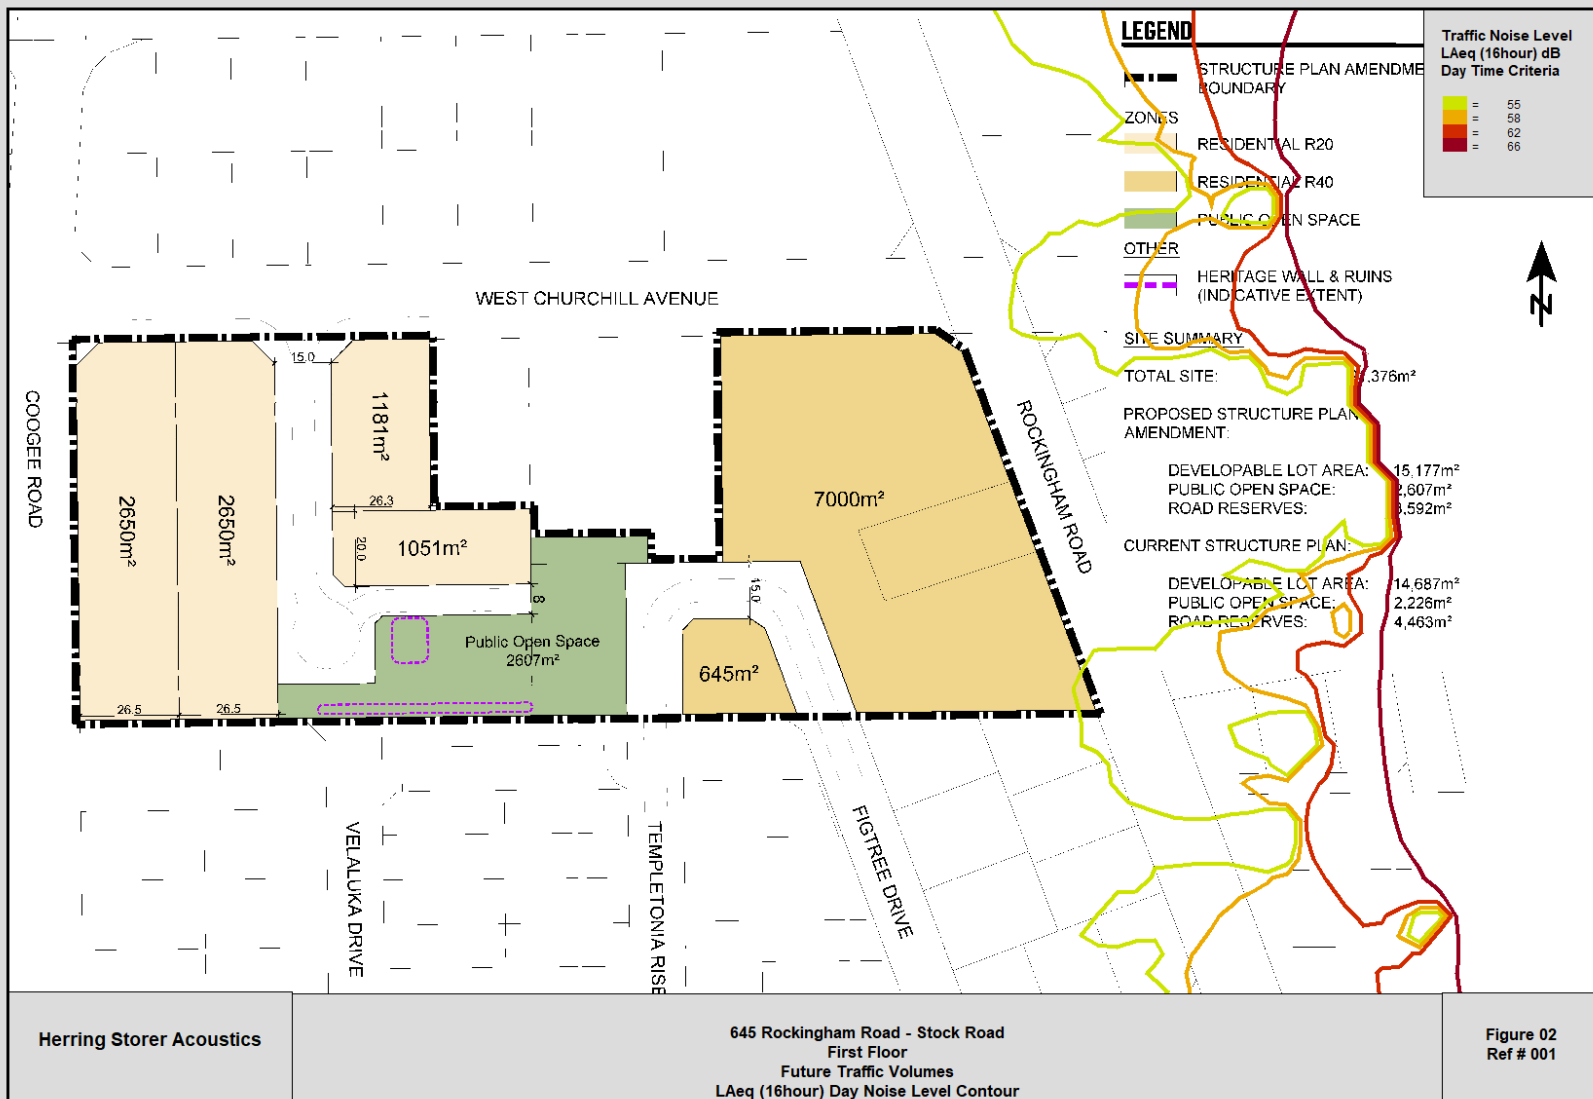 LEGEND
STRUCTURE PLAN AMENDME
BOUNDARY
ZONES
RESIDENTIAL R20
RESIDENTIAL R40
PUBLIC OPEN SPACE
OTHER
HERITAGE WALL & RUINS
(INDICATIVE EXTENT)
SITE SUMMARY
TOTAL SITE: ,376m²
PROPOSED STRUCTURE PLAN
AMENDMENT:
DEVELOPABLE LOT AREA: 15,177m²
PUBLIC OPEN SPACE: ,607m²
ROAD RESERVES: ,592m²
CURRENT STRUCTURE PLAN:
DEVELOPABLE LOT AREA: 14,687m²
PUBLIC OPEN SPACE: 2,226m²
ROAD RESERVES: 4,463m²
Traffic Noise Level
LAeq (16hour) dB
Day Time Criteria
= 55
= 58
= 62
= 66
N
WEST CHURCHILL AVENUE
COOGEE ROAD
ROCKINGHAM ROAD
15.0
1181m²
2650m²
2650m²
26.3
20.0
1051m²
7000m²
8
15.0
Public Open Space
2607m²
645m²
26.5
26.5
VELALUKA DRIVE
TEMPLETONIA RISE
FIGTREE DRIVE
Herring Storer Acoustics
645 Rockingham Road - Stock Road
First Floor
Future Traffic Volumes
LAeq (16hour) Day Noise Level Contour
Figure 02
Ref # 001